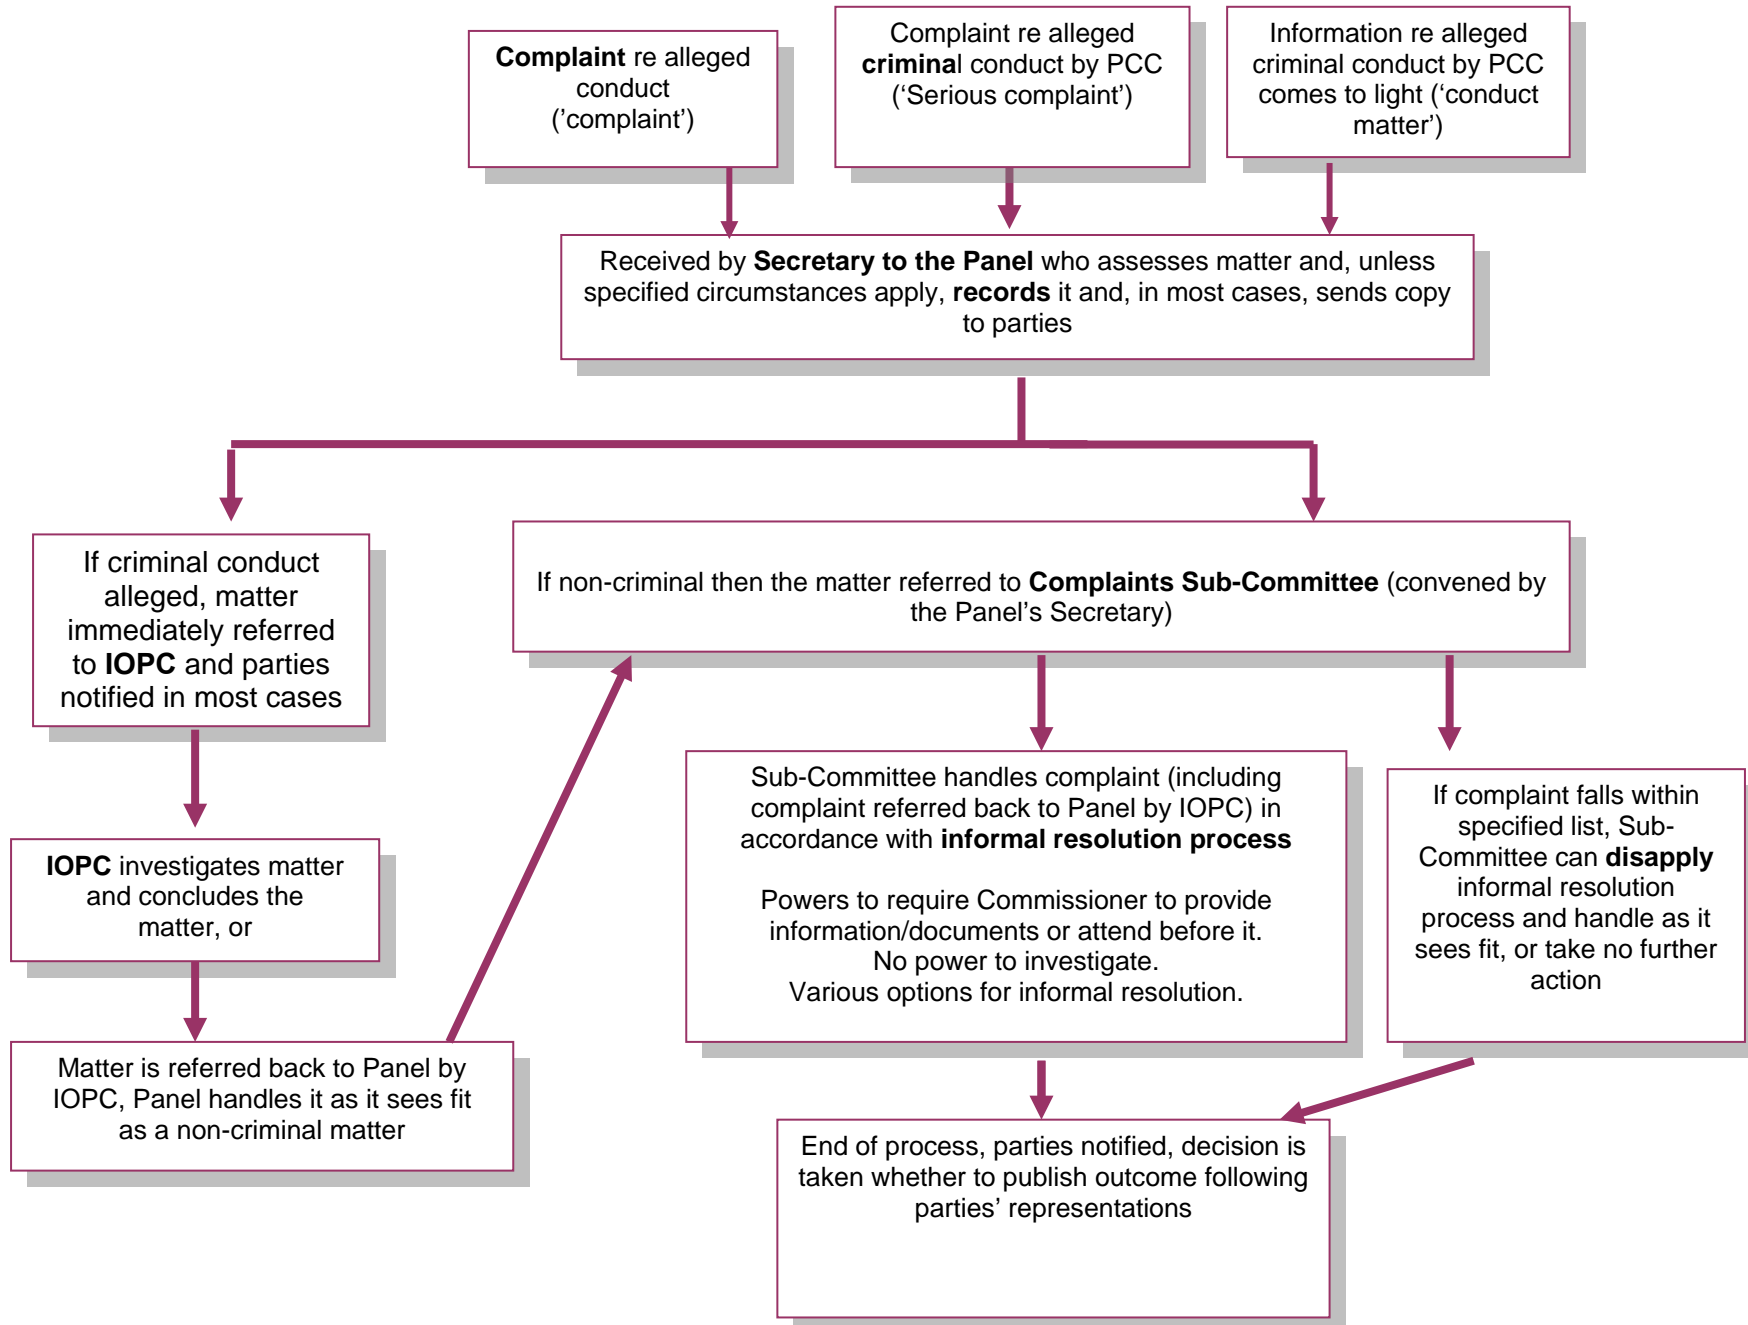 Complaint re alleged
conduct
('complaint')
Complaint re alleged
criminal conduct by PCC
('Serious complaint')
Information re alleged
criminal conduct by PCC
comes to light ('conduct
matter')
Received by Secretary to the Panel who assesses matter and, unless
specified circumstances apply, records it and, in most cases, sends copy
to parties
If criminal conduct
alleged, matter
immediately referred
to IOPC and parties
notified in most cases
If non-criminal then the matter referred to Complaints Sub-Committee (convened by
the Panel's Secretary)
IOPC investigates matter
and concludes the
matter, or
Matter is referred back to Panel by
IOPC, Panel handles it as it sees fit
as a non-criminal matter
Sub-Committee handles complaint (including
complaint referred back to Panel by IOPC) in
accordance with informal resolution process
Powers to require Commissioner to provide
information/documents or attend before it.
No power to investigate.
Various options for informal resolution.
If complaint falls within
specified list, Sub-
Committee can disapply
informal resolution
process and handle as it
sees fit, or take no further
action
End of process, parties notified, decision is
taken whether to publish outcome following
parties' representations